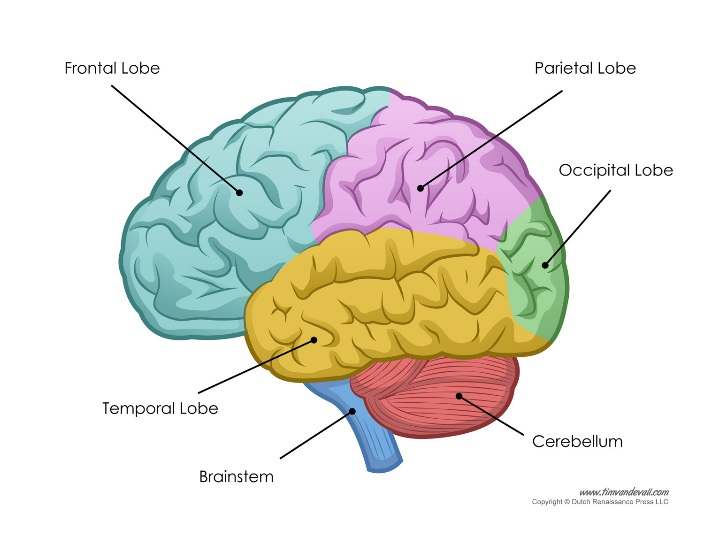 Frontal Lobe
Parietal Lobe
Occipital Lobe
Temporal Lobe
Cerebellum
Brainstem
www.timvandevall.com
Copyright © Dutch Renaissance Press LLC